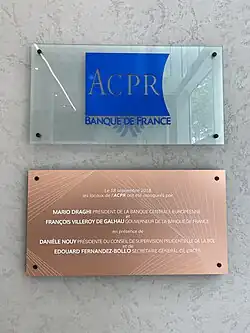 ACPR
BANQUE DE FRANCE
Le 18 septembre 2018
les locaux de l'ACPR ont été inaugurés par
MARIO DRAGHI PRÉSIDENT DE LA BANQUE CENTRALE EUROPÉENNE
et
FRANÇOIS VILLEROY DE GALHAU GOUVERNEUR DE LA BANQUE DE FRANCE
en présence de
DANIÈLE NOUY PRÉSIDENTE DU CONSEIL DE SUPERVISION PRUDENTIELLE DE LA BCE
et de
EDOUARD FERNANDEZ-BOLLO SECRÉTAIRE GÉNÉRAL DE L'ACPR